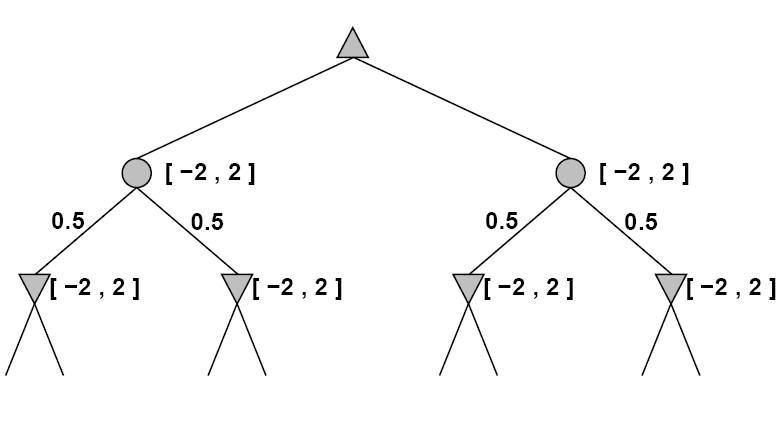 [ −2 , 2 ] [ −2 , 2 ]
0.5 0.5 0.5 0.5
[ −2 , 2 ] [ −2 , 2 ] [ −2 , 2 ] [ −2 , 2 ]